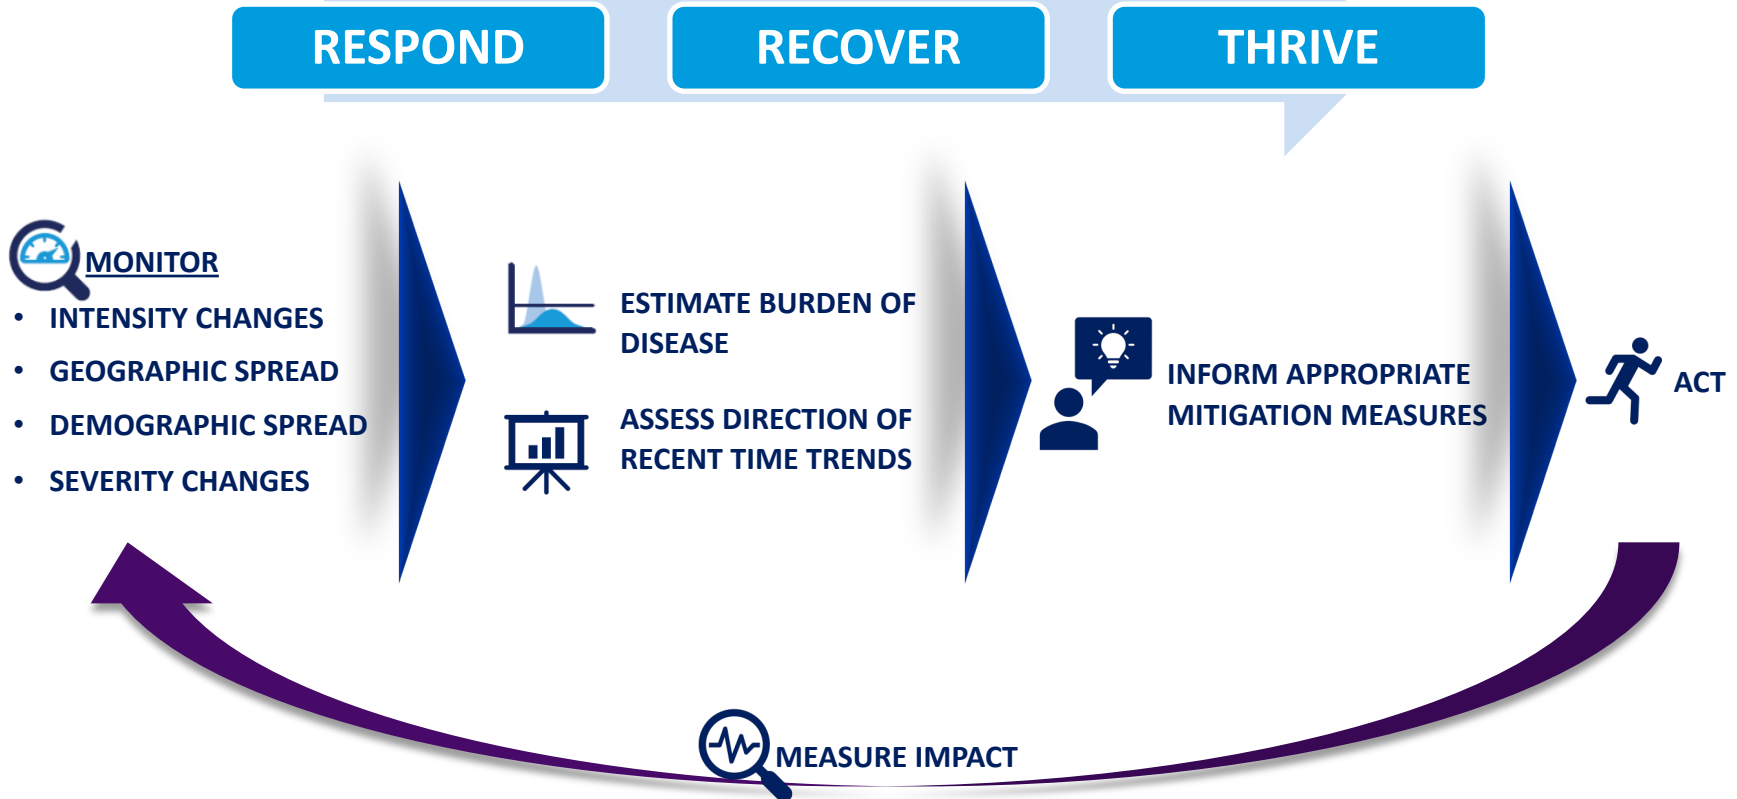 RESPOND
RECOVER
THRIVE
MONITOR
• INTENSITY CHANGES
• GEOGRAPHIC SPREAD
• DEMOGRAPHIC SPREAD
• SEVERITY CHANGES
ESTIMATE BURDEN OF
DISEASE
ASSESS DIRECTION OF
RECENT TIME TRENDS
INFORM APPROPRIATE
MITIGATION MEASURES
ACT
MEASURE IMPACT